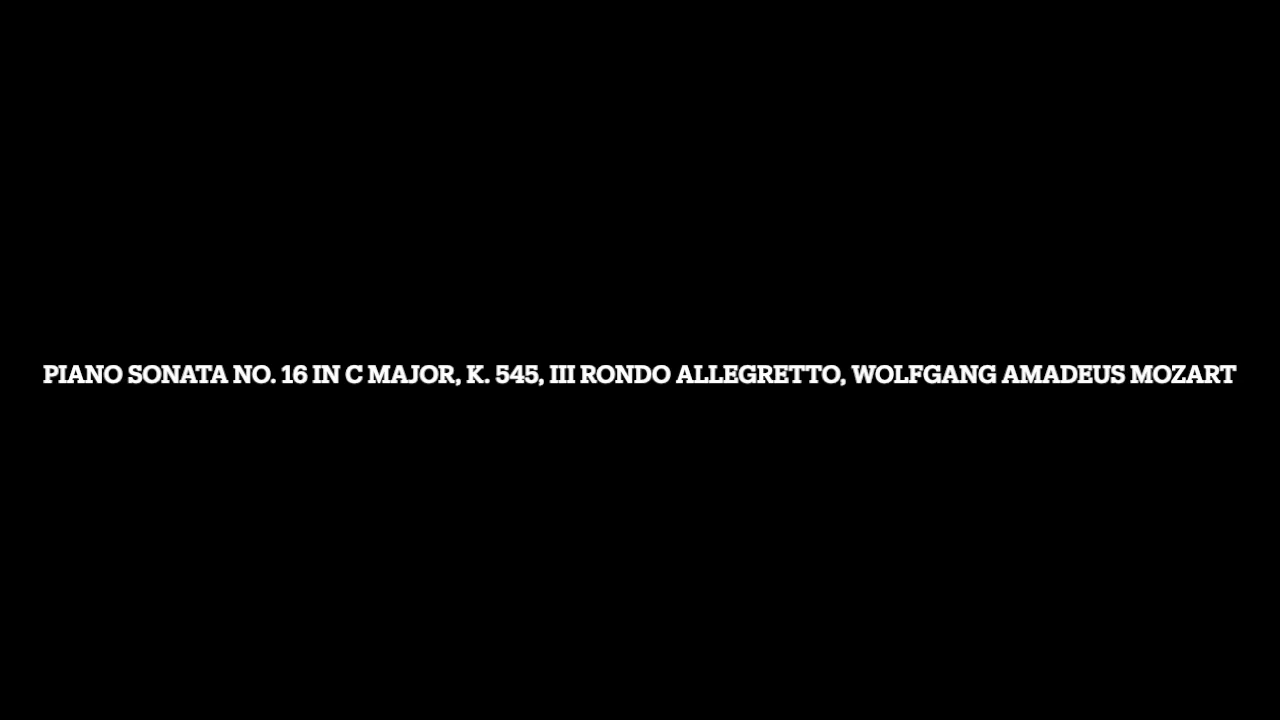 PIANO SONATA NO. 16 IN C MAJOR, K. 545, III RONDO ALLEGRETTO, WOLFGANG AMADEUS MOZART